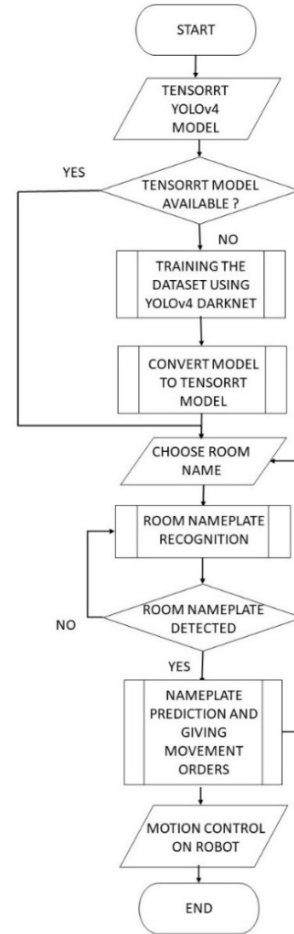 START
TENSORRT
YOLOv4
MODEL
YES
TENSORRT MODEL
AVAILABLE ?
NO
TRAINING THE
DATASET USING
YOLOv4 DARKNET
CONVERT MODEL
TO TENSORRT
MODEL
CHOOSE ROOM
NAME
ROOM NAMEPLATE
RECOGNITION
ROOM NAMEPLATE
DETECTED
NO
YES
NAMEPLATE
PREDICTION AND
GIVING
MOVEMENT
ORDERS
MOTION CONTROL
ON ROBOT
END